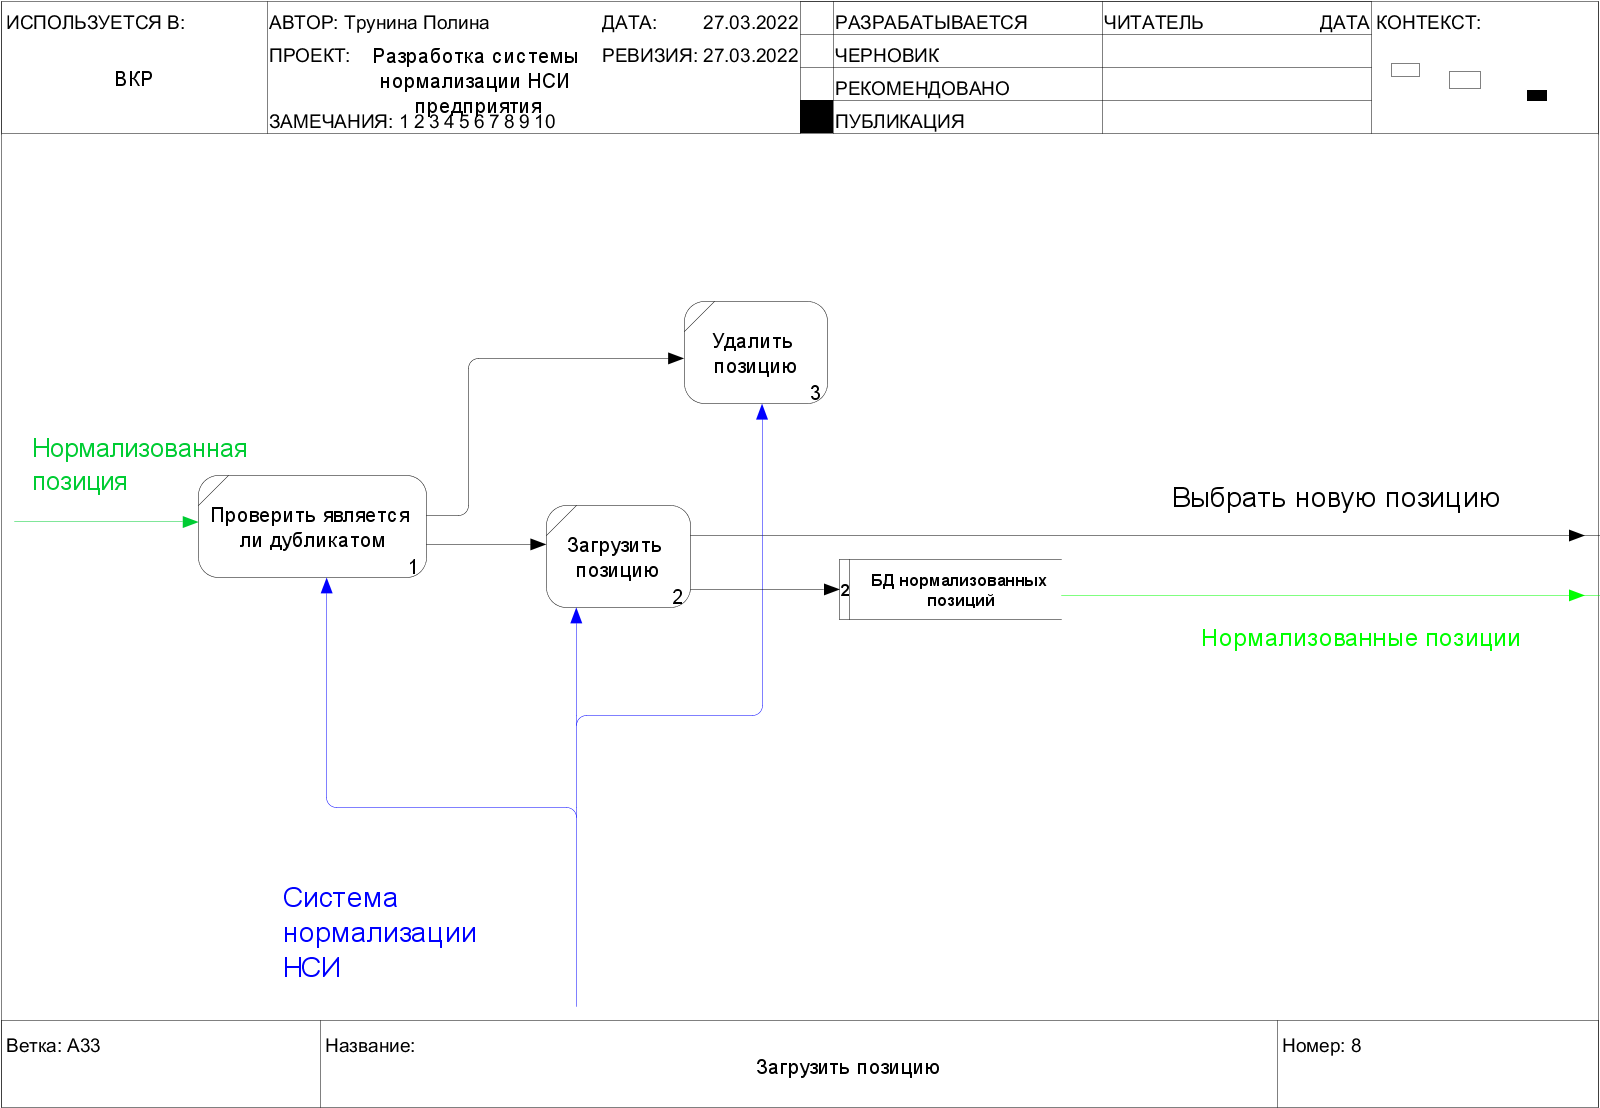 ИСПОЛЬЗУЕТСЯ В:
ВКР
АВТОР: Трунина Полина
ДАТА: 27.03.2022
ПРОЕКТ: Разработка системы
нормализации НСИ
предприятия
РЕВИЗИЯ: 27.03.2022
ЗАМЕЧАНИЯ: 1 2 3 4 5 6 7 8 9 10
РАЗРАБАТЫВАЕТСЯ
ЧЕРНОВИК
РЕКОМЕНДОВАНО
ПУБЛИКАЦИЯ
ЧИТАТЕЛЬ
ДАТА
КОНТЕКСТ:
Удалить
позицию
3
Нормализованная
позиция
Проверить является
ли дубликатом
1
Загрузить
позицию
2
Выбрать новую позицию
2
БД нормализованных
позиций
Нормализованные позиции
Система
нормализации
НСИ
Ветка: A33
Название:
Загрузить позицию
Номер: 8